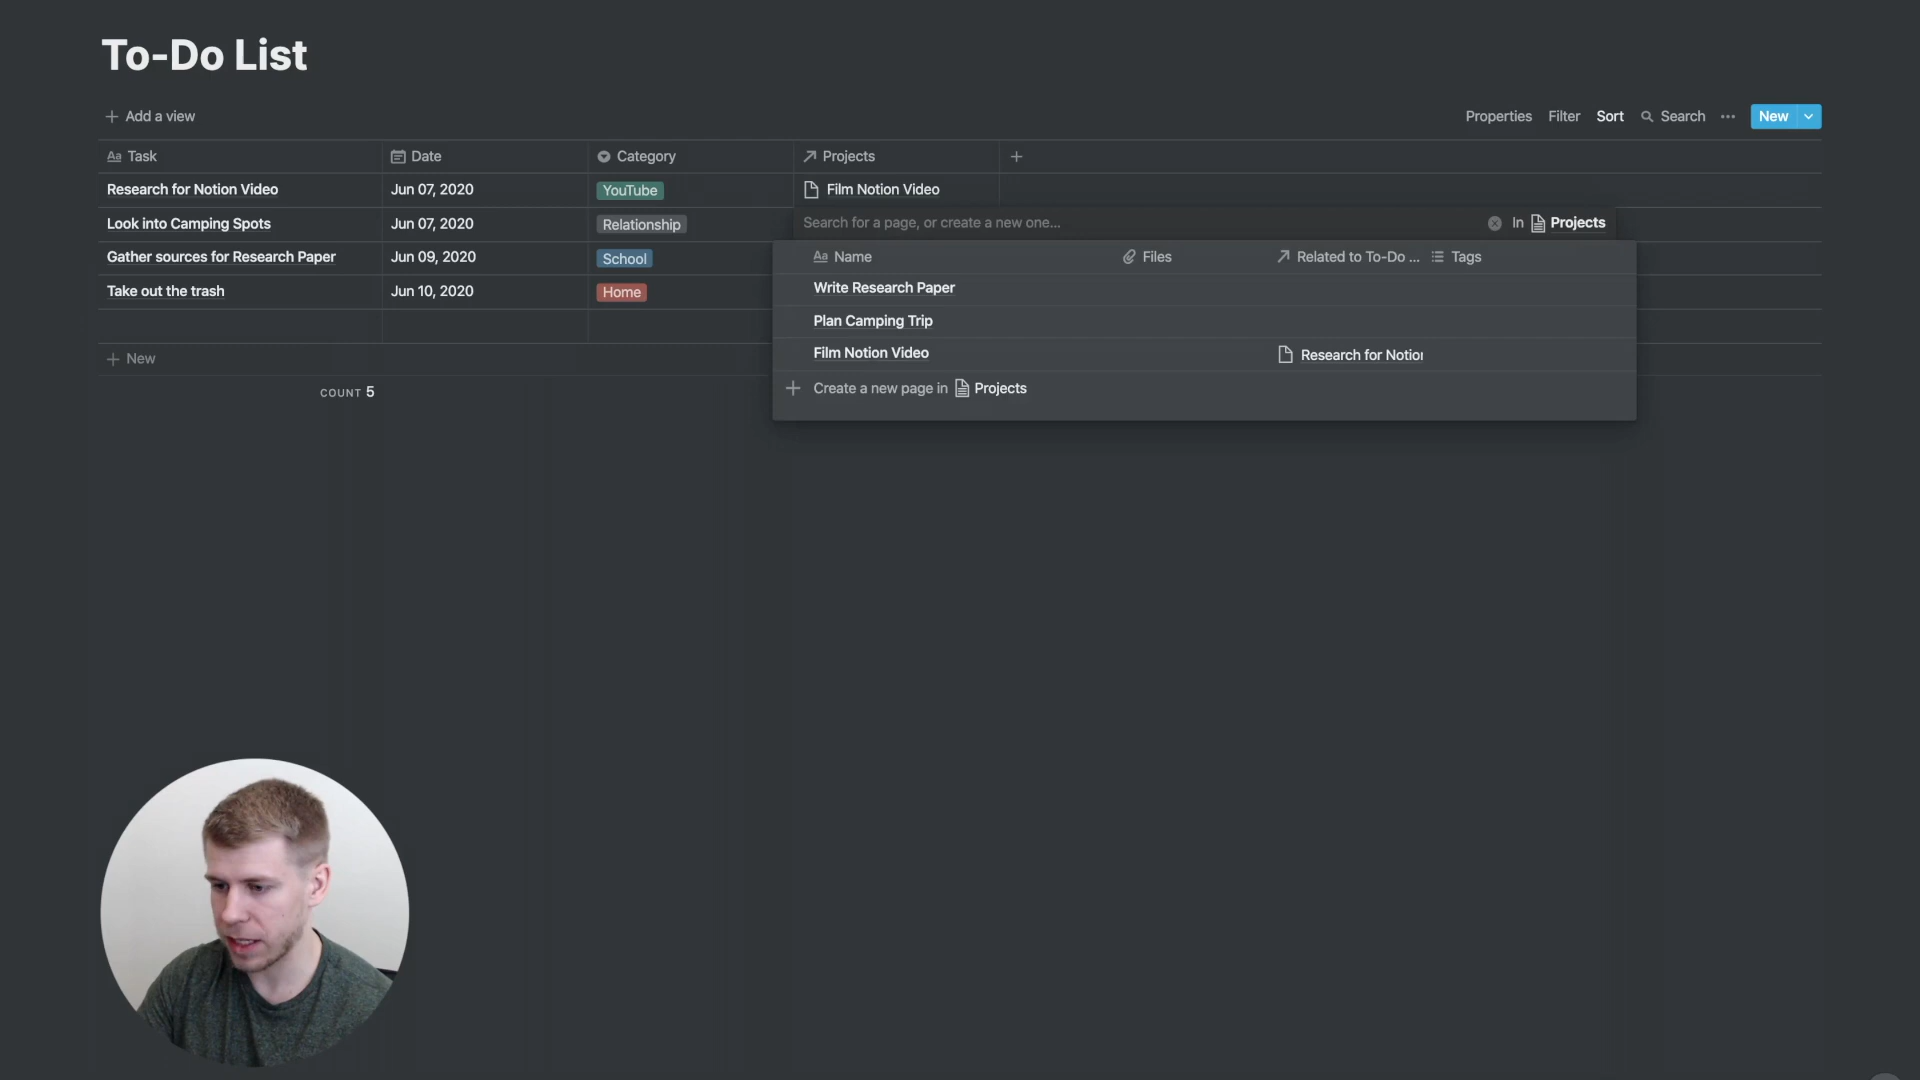 To-Do List
Add a view
Properties Filter Sort Search ... New
Task Date Category Projects
Research for Notion Video Jun 07, 2020 YouTube Film Notion Video
Look into Camping Spots Jun 07, 2020 Relationship Search for a page, or create a new one... In Projects
Gather sources for Research Paper Jun 09, 2020 School Aa Name Files Related to To-Do ... Tags
Take out the trash Jun 10, 2020 Home Write Research Paper
Plan Camping Trip
Film Notion Video Research for Notion
New
Create a new page in Projects
COUNT 5